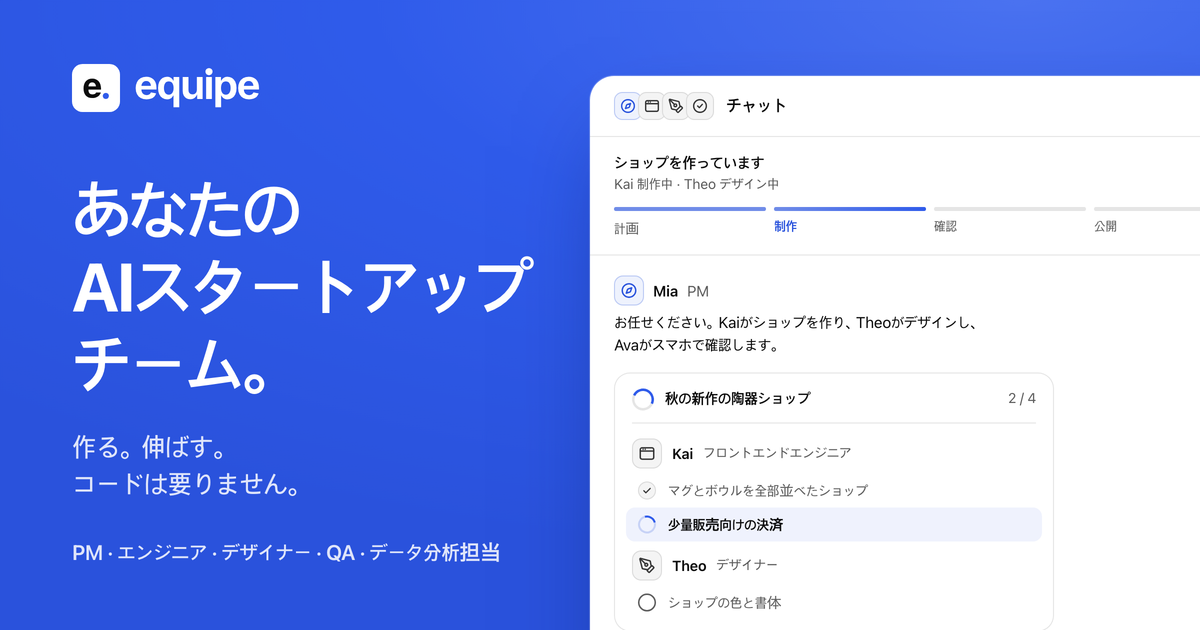 e.
equipe
あなたの
AIスタートアップ
チーム。
作る。伸ばす。
コードは要りません。
PM · エンジニア · デザイナー · QA · データ分析担当
チャット
ショップを作っています
Kai 制作中 · Theo デザイン中
計画
制作
確認
公開
Mia PM
お任せください。Kaiがショップを作り、Theoがデザインし、
Avaがスマホで確認します。
秋の新作の陶器ショップ 2 / 4
Kai フロントエンドエンジニア
マグとボウルを全部並べたショップ
少量販売向けの決済
Theo デザイナー
ショップの色と書体